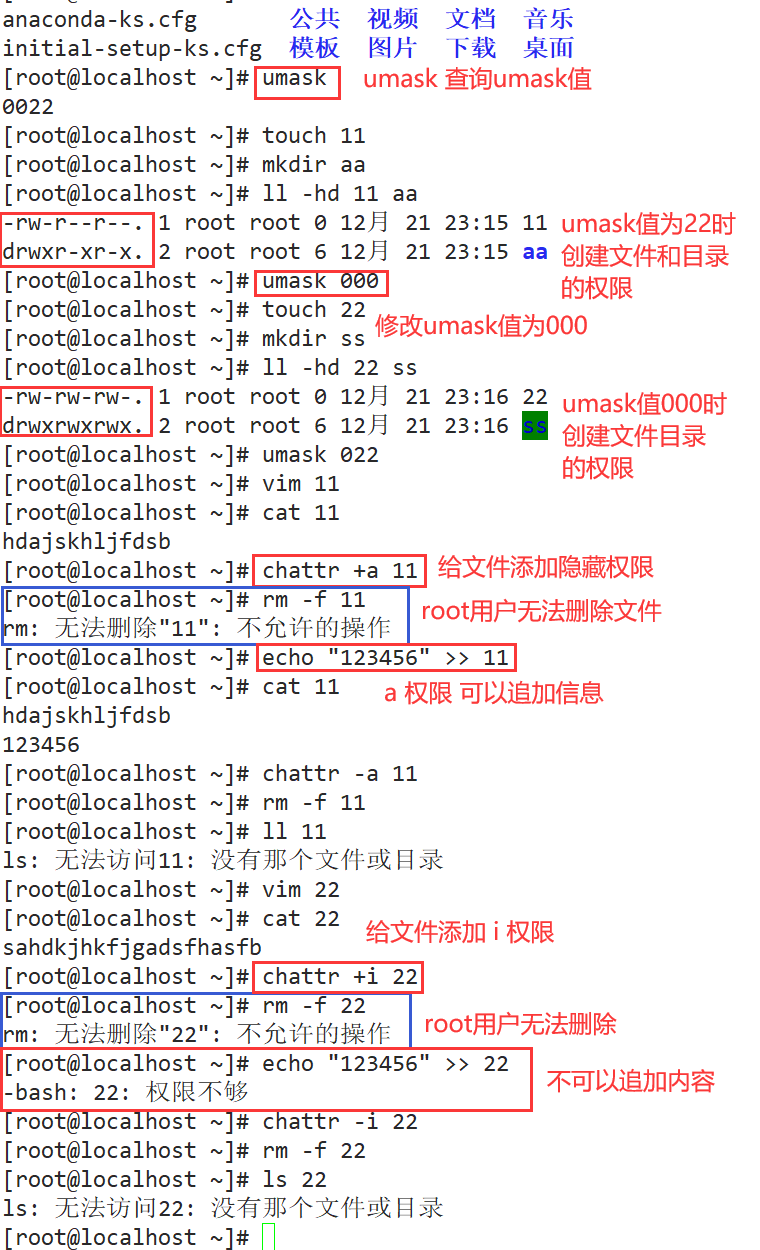 anaconda-ks.cfg 公共 视频 文档 音乐
initial-setup-ks.cfg 模板 图片 下载 桌面
[root@localhost ~]# umask umask 查询umask值
0022
[root@localhost ~]# touch 11
[root@localhost ~]# mkdir aa
[root@localhost ~]# ll -hd 11 aa
-rw-r--r--. 1 root root 0 12月 21 23:15 11 umask值为22时
drwxr-xr-x. 2 root root 6 12月 21 23:15 aa 创建文件和目录
[root@localhost ~]# umask 000 的权限
[root@localhost ~]# touch 22 修改umask值为000
[root@localhost ~]# mkdir ss
[root@localhost ~]# ll -hd 22 ss
-rw-rw-rw-. 1 root root 0 12月 21 23:16 22 umask值000时
drwxrwxrwx. 2 root root 6 12月 21 23:16 ss 创建文件目录
[root@localhost ~]# umask 022 的权限
[root@localhost ~]# vim 11
[root@localhost ~]# cat 11
hdajskhljfdsb
[root@localhost ~]# chattr +a 11 给文件添加隐藏权限
[root@localhost ~]# rm -f 11 root用户无法删除文件
rm: 无法删除"11": 不允许的操作
[root@localhost ~]# echo "123456" >> 11
[root@localhost ~]# cat 11 a 权限 可以追加信息
hdajskhljfdsb
123456
[root@localhost ~]# chattr -a 11
[root@localhost ~]# rm -f 11
[root@localhost ~]# ll 11
ls: 无法访问11: 没有那个文件或目录
[root@localhost ~]# vim 22
[root@localhost ~]# cat 22 给文件添加 i 权限
sahdkjhkfjgadsfhasfb
[root@localhost ~]# chattr +i 22
[root@localhost ~]# rm -f 22 root用户无法删除
rm: 无法删除"22": 不允许的操作
[root@localhost ~]# echo "123456" >> 22 不可以追加内容
-bash: 22: 权限不够
[root@localhost ~]# chattr -i 22
[root@localhost ~]# rm -f 22
[root@localhost ~]# ls 22
ls: 无法访问22: 没有那个文件或目录
[root@localhost ~]#